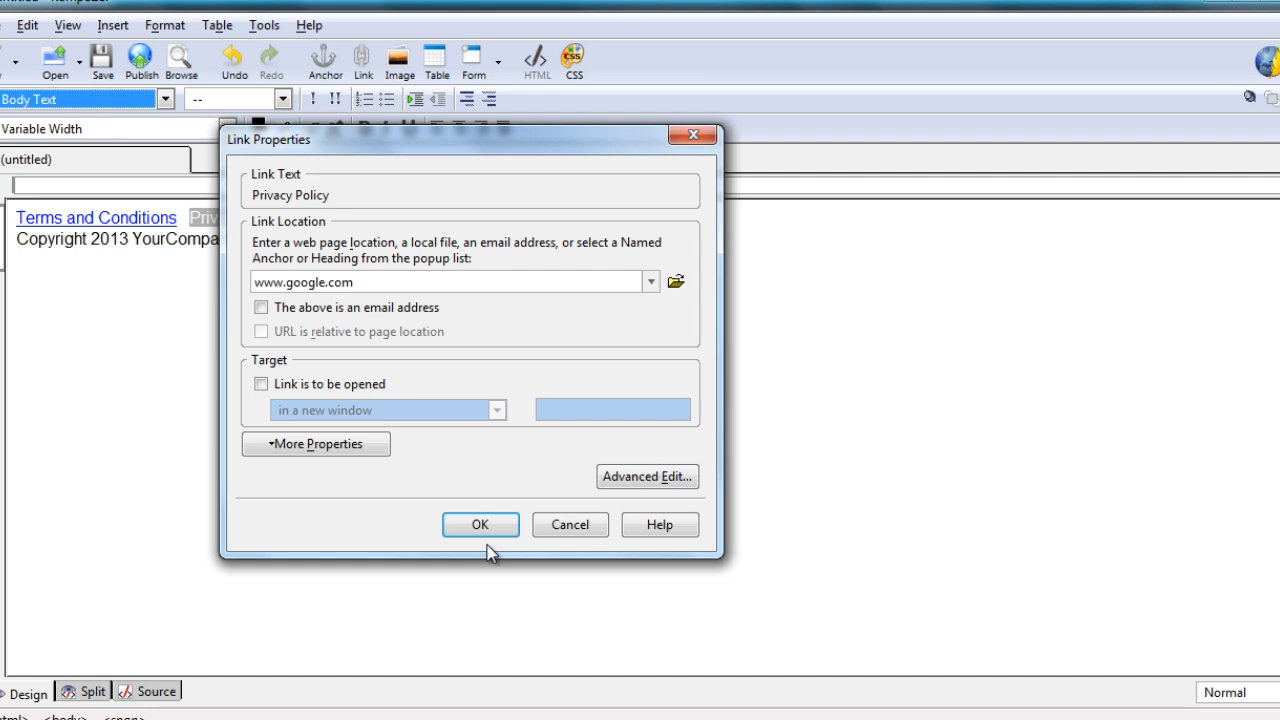 Edit View Insert Format Table Tools Help
Open Save Publish Browse Undo Redo Anchor Link Image Table Form HTML CSS
Body Text --
Variable Width
Link Properties
(untitled)
Link Text
Privacy Policy
Terms and Conditions Priv
Link Location
Copyright 2013 YourCompa
Enter a web page location, a local file, an email address, or select a Named
Anchor or Heading from the popup list:
www.google.com
The above is an email address
URL is relative to page location
Target
Link is to be opened
in a new window
More Properties
Advanced Edit...
OK Cancel Help
Design Split Source Normal
<body> <span>